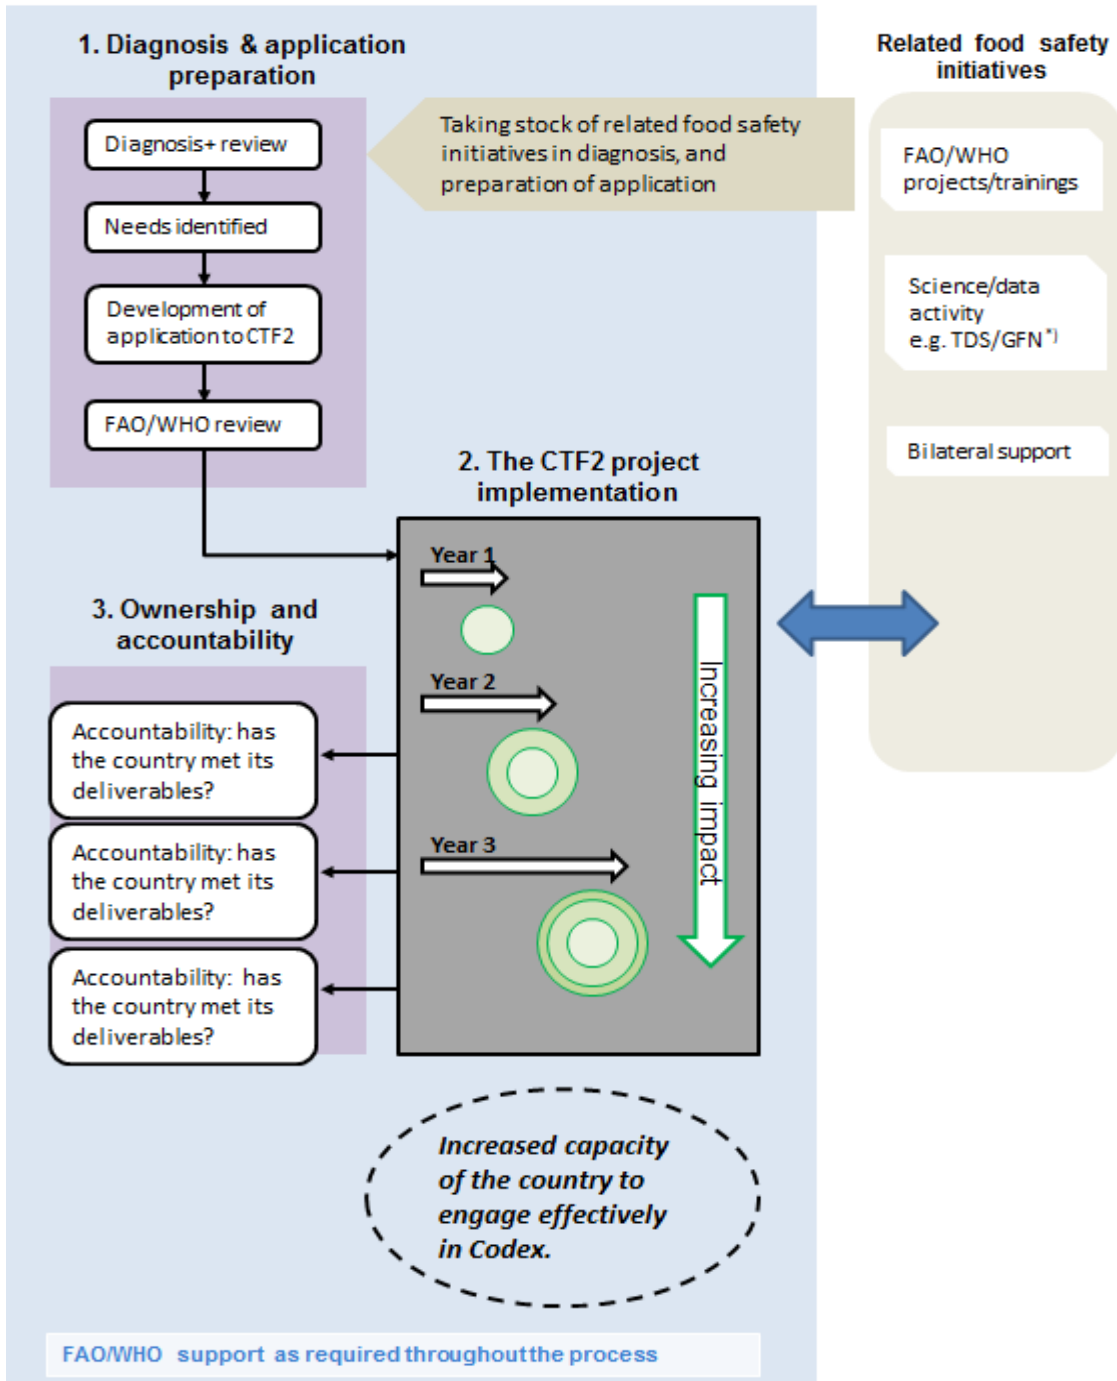 1. Diagnosis & application
preparation
Diagnosis+ review
Needs identified
Development of
application to CTF2
FAO/WHO review
Taking stock of related food safety
initiatives in diagnosis, and
preparation of application
Related food safety
initiatives
FAO/WHO
projects/trainings
Science/data
activity
e.g. TDS/GFN*)
Bilateral support
2. The CTF2 project
implementation
Year 1
Year 2
Year 3
Increasing impact
3. Ownership and
accountability
Accountability: has
the country met its
deliverables?
Accountability: has
the country met its
deliverables?
Accountability: has
the country met its
deliverables?
Increased capacity
of the country to
engage effectively
in Codex.
FAO/WHO support as required throughout the process